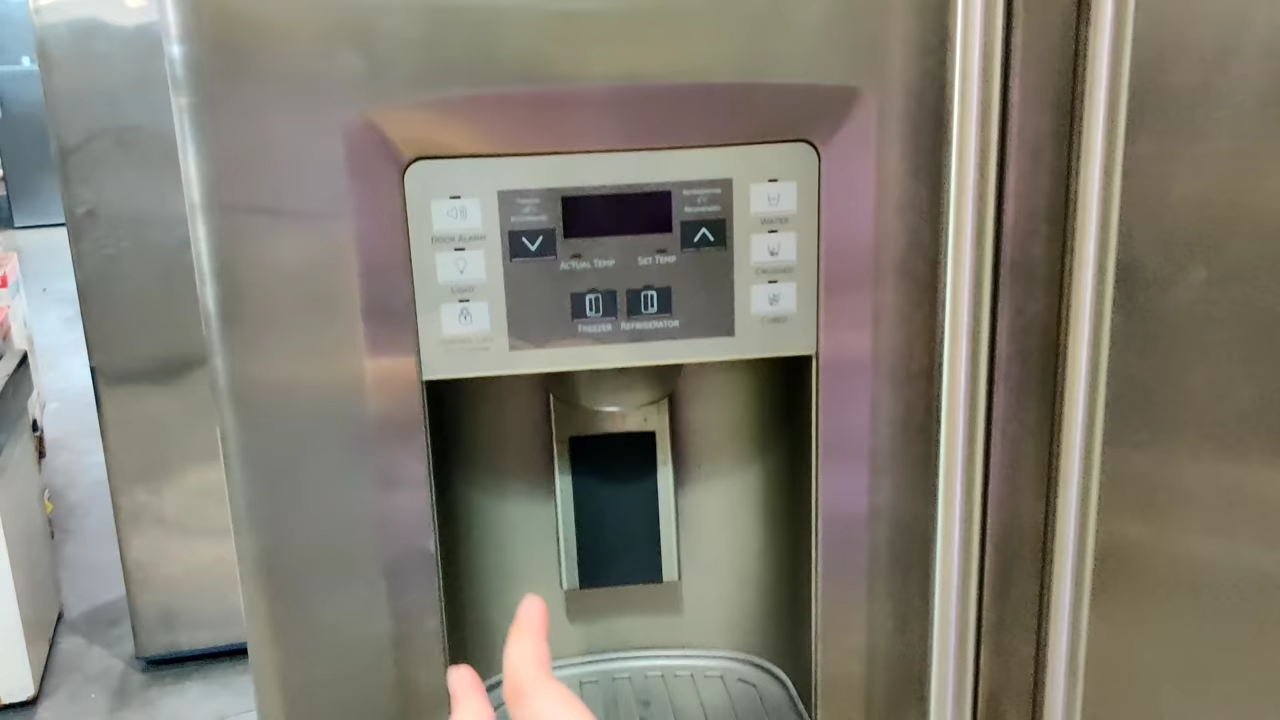 DOOR ALARM
LIGHT
ACTUAL TEMP
SET TEMP
FREEZER
REFRIGERATOR
WATER
CRUSHED
CUBED